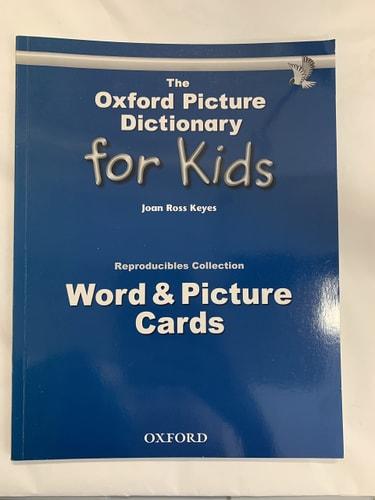 The
Oxford Picture
Dictionary
for Kids
Joan Ross Keyes
Reproducibles Collection
Word & Picture
Cards
OXFORD